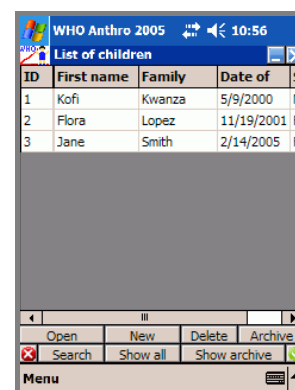 WHO Anthro 2005 10:56
WHO List of children
ID First name Family Date of
1 Kofi Kwanza 5/9/2000
2 Flora Lopez 11/19/2001
3 Jane Smith 2/14/2005
Open New Delete Archive
Search Show all Show archive
Menu